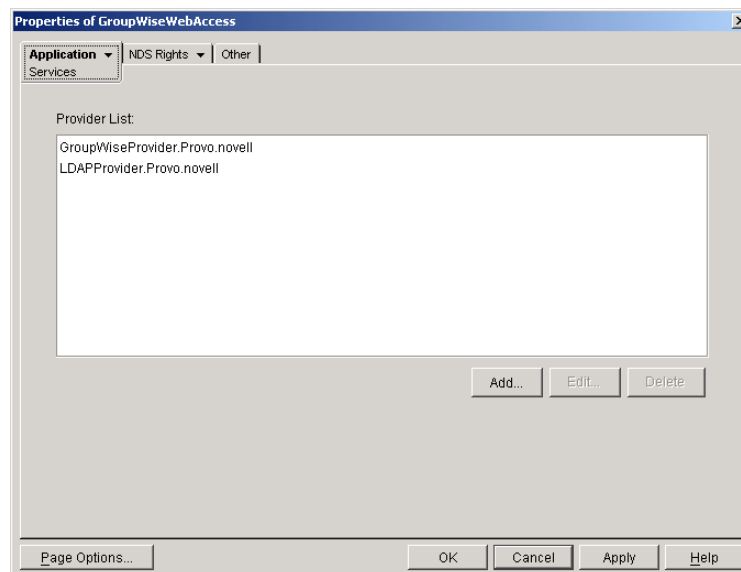 Properties of GroupWiseWebAccess
Application NDS Rights Other
Services
Provider List:
GroupWiseProvider.Provo.novell
LDAPProvider.Provo.novell
Add... Edit... Delete
Page Options... OK Cancel Apply Help